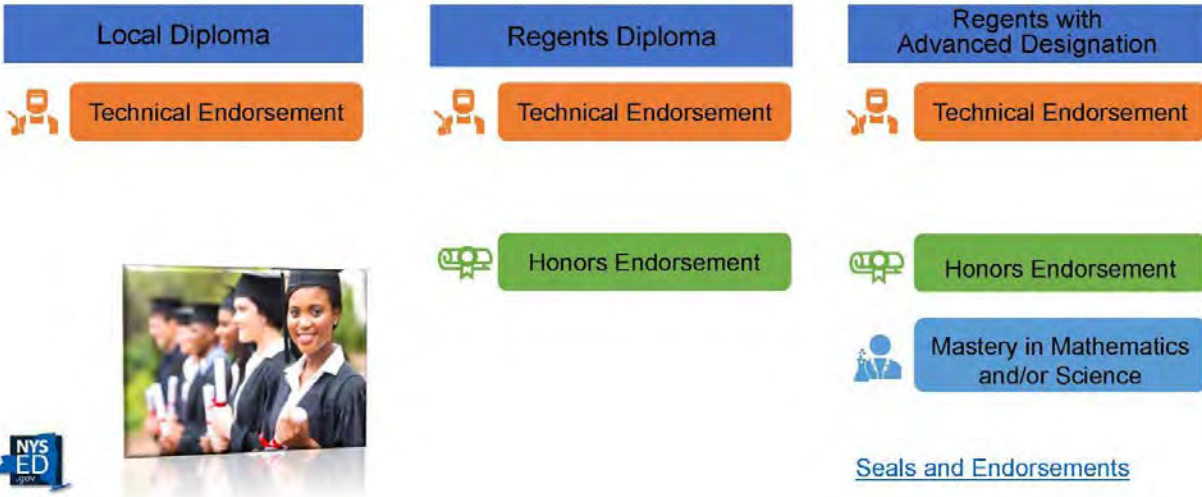 Local Diploma
Technical Endorsement
Regents Diploma
Technical Endorsement
Honors Endorsement
Regents with
Advanced Designation
Technical Endorsement
Honors Endorsement
Mastery in Mathematics
and/or Science
Seals and Endorsements
NYS
ED
.gov